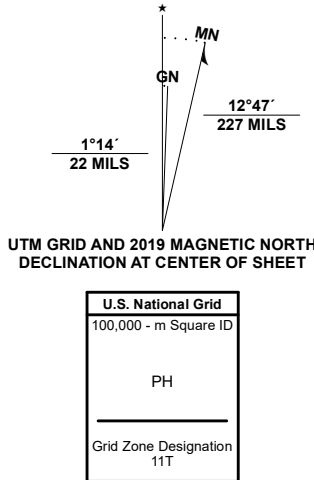 ★
MN
GN
12°47´
227 MILS
1°14´
22 MILS
UTM GRID AND 2019 MAGNETIC NORTH
DECLINATION AT CENTER OF SHEET
U.S. National Grid
100,000 - m Square ID
PH
Grid Zone Designation
11T